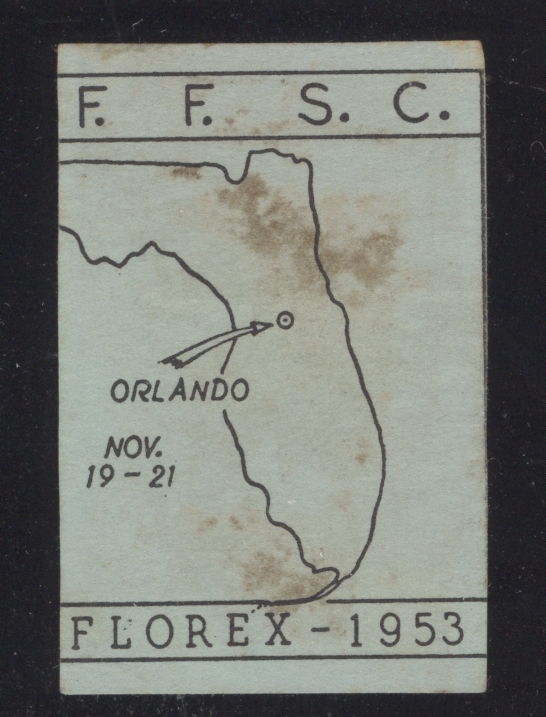 F. F. S. C.
ORLANDO
NOV.
19-21
FLOREX-1953